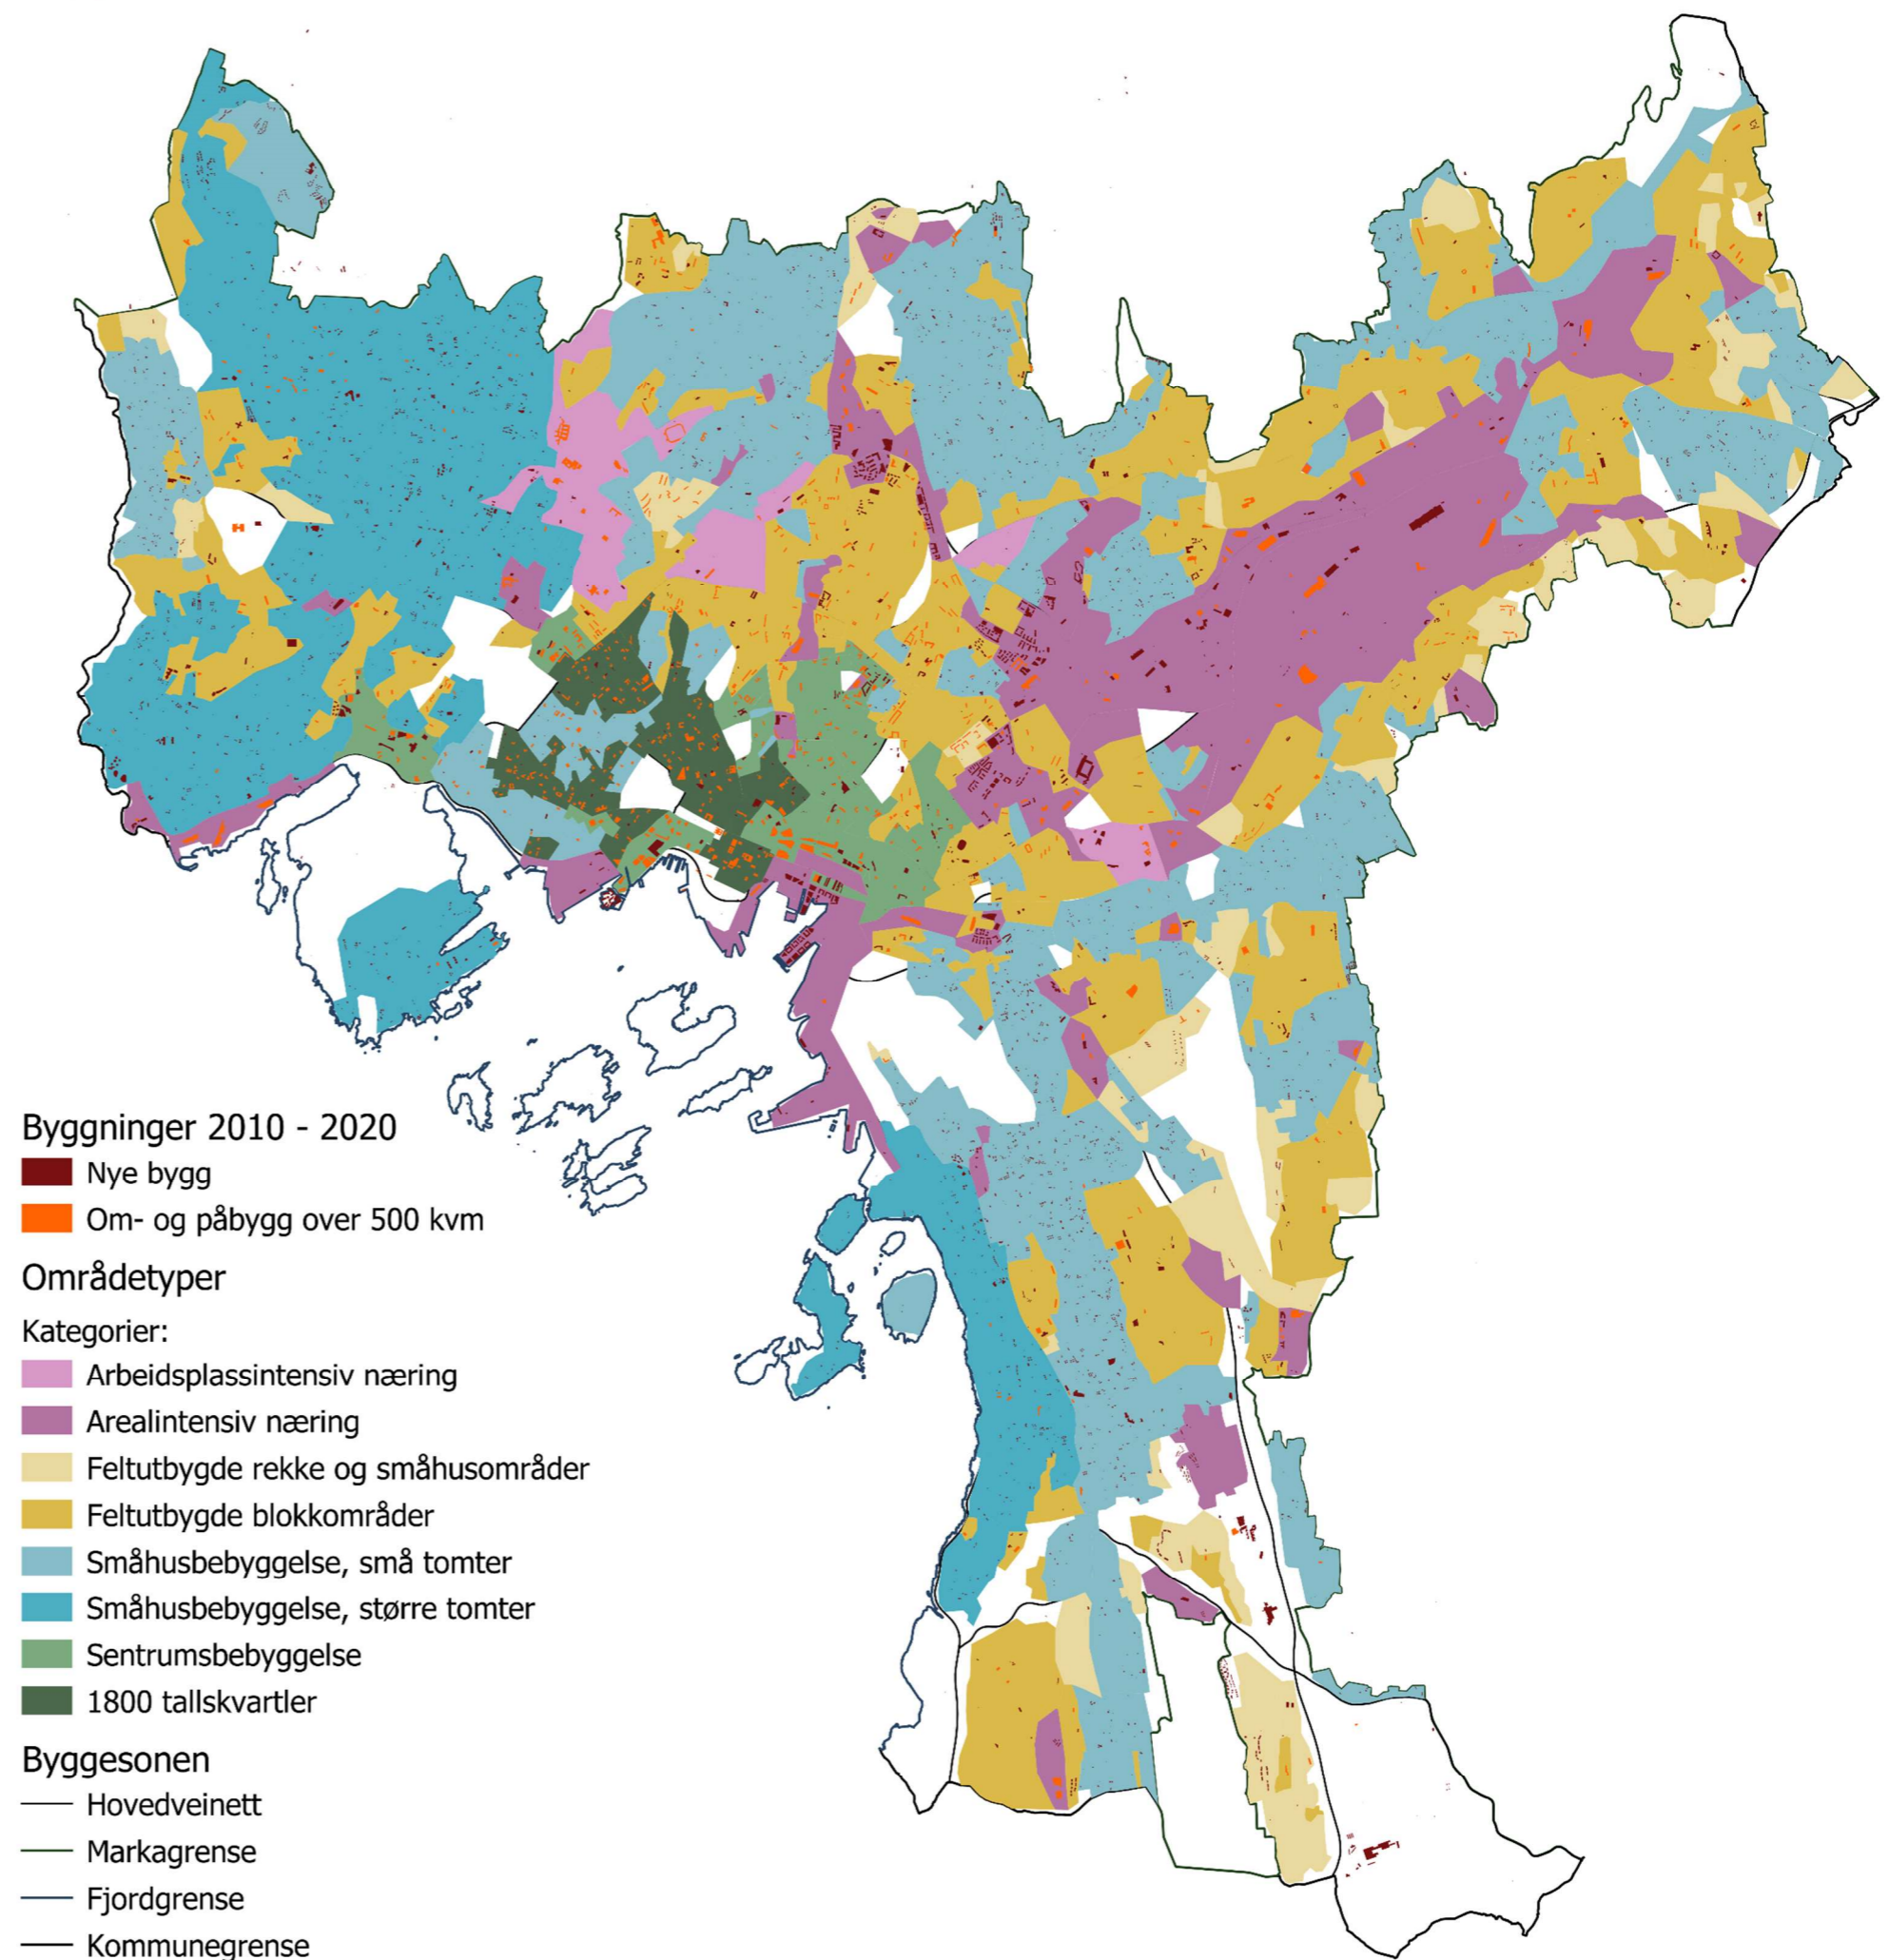 Byggninger 2010 - 2020
Nye bygg
Om- og påbygg over 500 kvm
Områdetyper
Kategorier:
Arbeidsplassintensiv næring
Arealintensiv næring
Feltutbygde rekke og småhusområder
Feltutbygde blokkområder
Småhusbebyggelse, små tomter
Småhusbebyggelse, større tomter
Sentrumsbebyggelse
1800 tallskvartler
Byggesonen
Hovedveinett
Markagrense
Fjordgrense
Kommunegrense